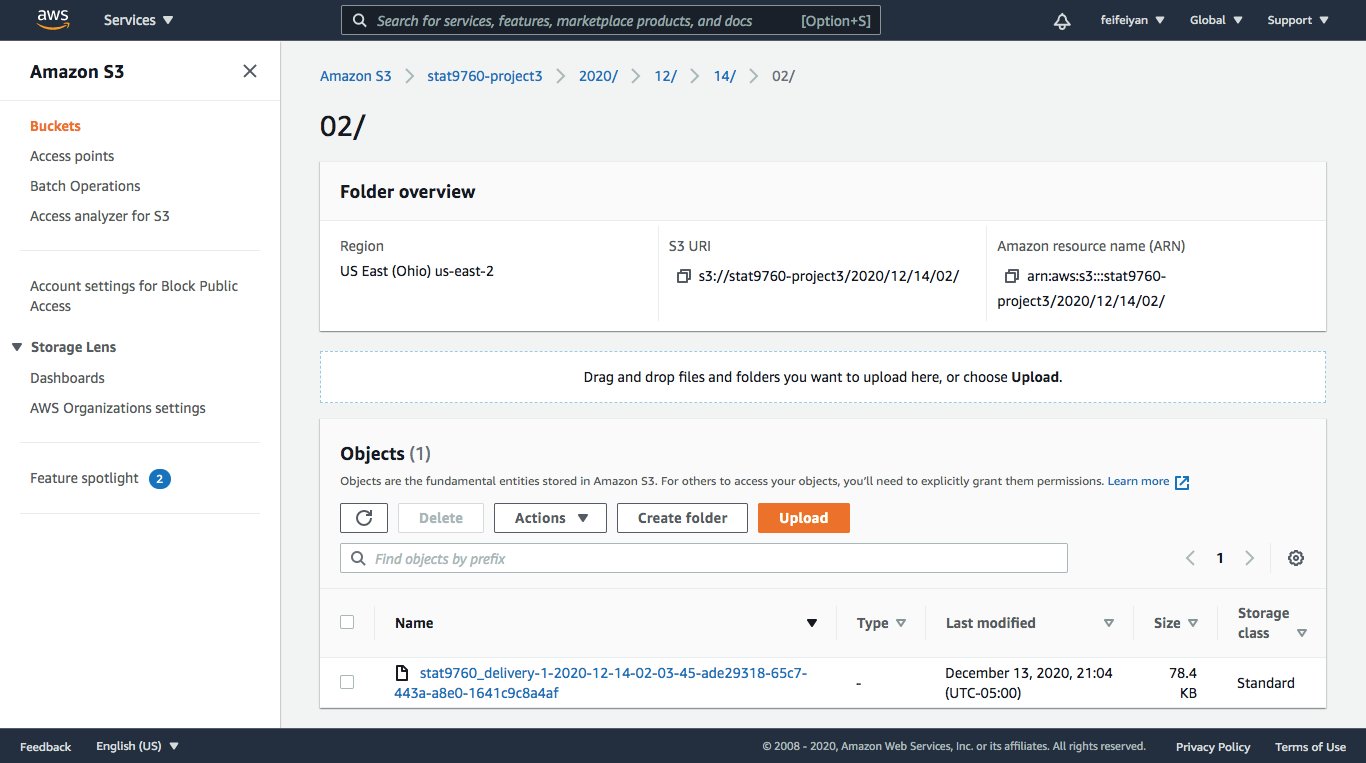 aws Services Search for services, features, marketplace products, and docs [Option+S] feifeiyan Global Support
Amazon S3
Buckets
Access points
Batch Operations
Access analyzer for S3
Account settings for Block Public
Access
Storage Lens
Dashboards
AWS Organizations settings
Feature spotlight 2
Amazon S3 stat9760-project3 2020/ 12/ 14/ 02/
02/
Folder overview
Region
US East (Ohio) us-east-2
S3 URI
s3://stat9760-project3/2020/12/14/02/
Amazon resource name (ARN)
arn:aws:s3:::stat9760-
project3/2020/12/14/02/
Drag and drop files and folders you want to upload here, or choose Upload.
Objects (1)
Objects are the fundamental entities stored in Amazon S3. For others to access your objects, you'll need to explicitly grant them permissions. Learn more
Delete Actions Create folder Upload
Find objects by prefix 1
Name Type Last modified Size Storage
class
stat9760_delivery-1-2020-12-14-02-03-45-ade29318-65c7-
443a-a8e0-1641c9c8a4af
-
December 13, 2020, 21:04
(UTC-05:00)
78.4
KB
Standard
Feedback English (US) © 2008 - 2020, Amazon Web Services, Inc. or its affiliates. All rights reserved. Privacy Policy Terms of Use